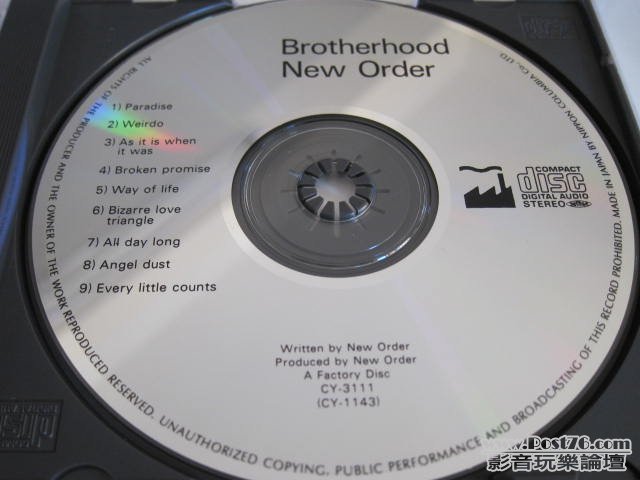 Brotherhood
New Order
1) Paradise
2) Weirdo
3) As it is when
it was
4) Broken promise
5) Way of life
6) Bizarre love
triangle
7) All day long
8) Angel dust
9) Every little counts
COMPACT
disc
DIGITAL AUDIO
STEREO
Written by New Order
Produced by New Order
A Factory Disc
CY-3111
(CY-1143)
ALL RIGHTS OF THE PRODUCER AND THE OWNER OF THE WORK REPRODUCED RESERVED. UNAUTHORIZED COPYING, PUBLIC PERFORMANCE AND BROADCASTING OF THIS RECORD PROHIBITED. MADE IN JAPAN BY NIPPON COLUMBIA CO., LTD.
www.Post76.com
影音玩樂論壇